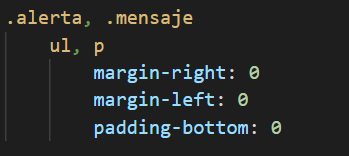 .alerta, .mensaje
ul, p
margin-right: 0
margin-left: 0
padding-bottom: 0